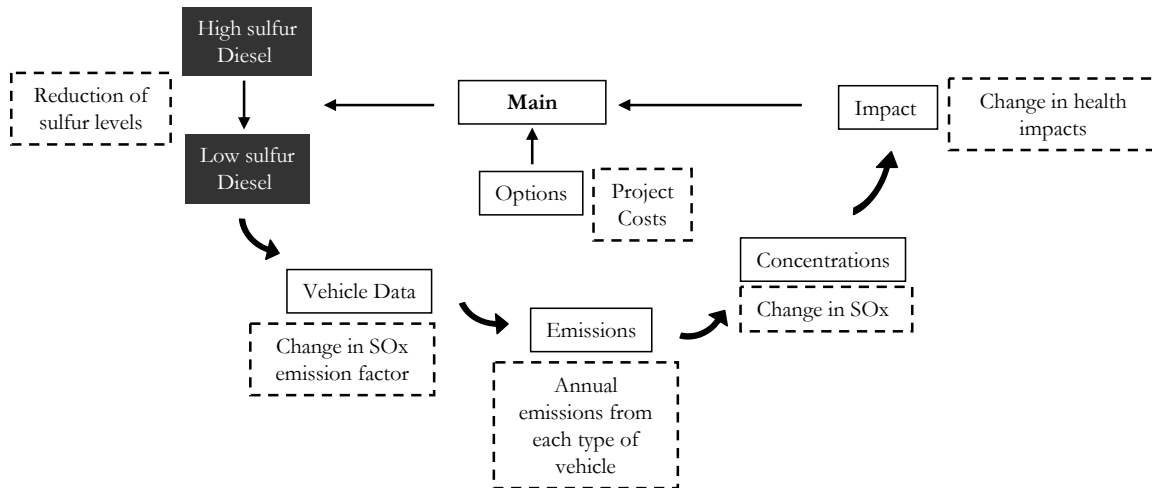 High sulfur
Diesel
Reduction of
sulfur levels
Low sulfur
Diesel
Main
Options
Project
Costs
Impact
Change in health
impacts
Vehicle Data
Change in SOx
emission factor
Emissions
Annual
emissions from
each type of
vehicle
Concentrations
Change in SOx